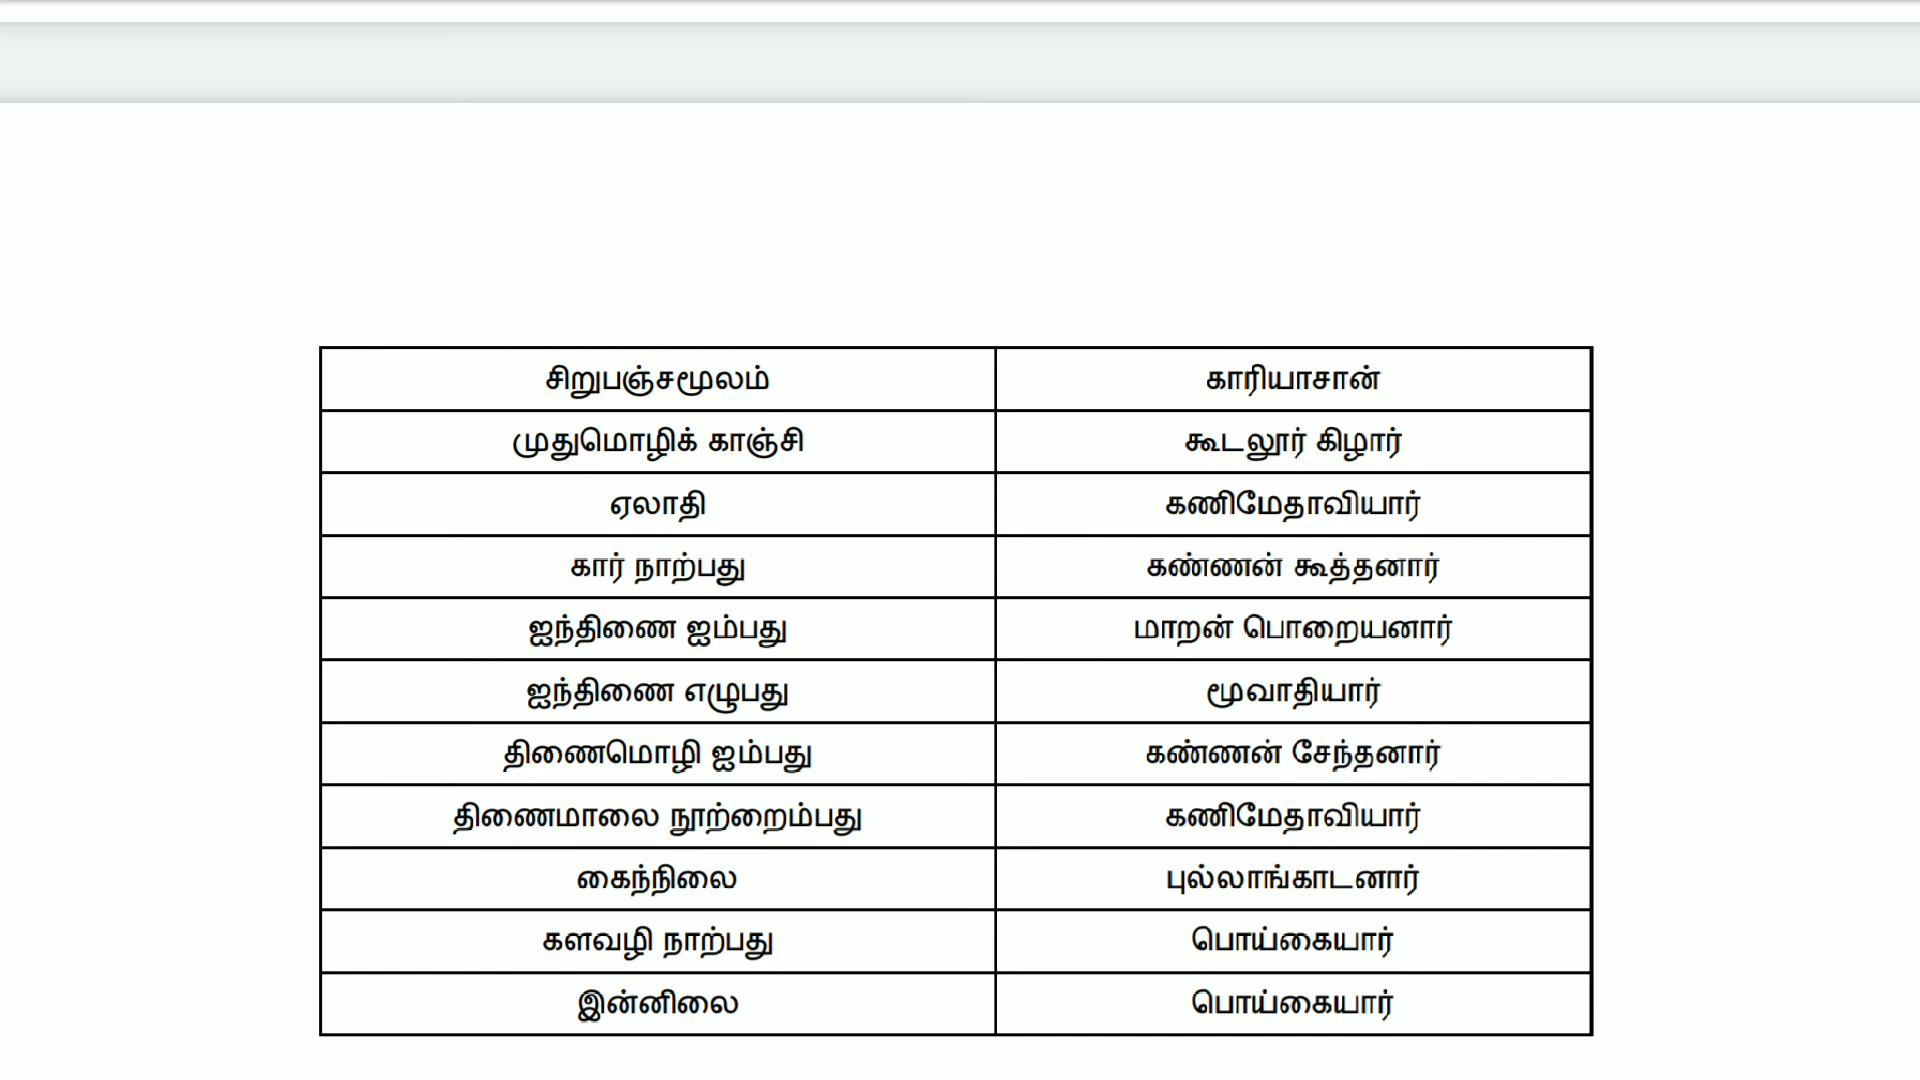 சிறுபஞ்சமூலம் காரியாசான்
முதுமொழிக் காஞ்சி கூடலூர் கிழார்
ஏலாதி கணிமேதாவியார்
கார் நாற்பது கண்ணன் கூத்தனார்
ஐந்திணை ஐம்பது மாறன் பொறையனார்
ஐந்திணை எழுபது மூவாதியார்
திணைமொழி ஐம்பது கண்ணன் சேந்தனார்
திணைமாலை நூற்றைம்பது கணிமேதாவியார்
கைந்நிலை புல்லாங்காடனார்
களவழி நாற்பது பொய்கையார்
இன்னிலை பொய்கையார்